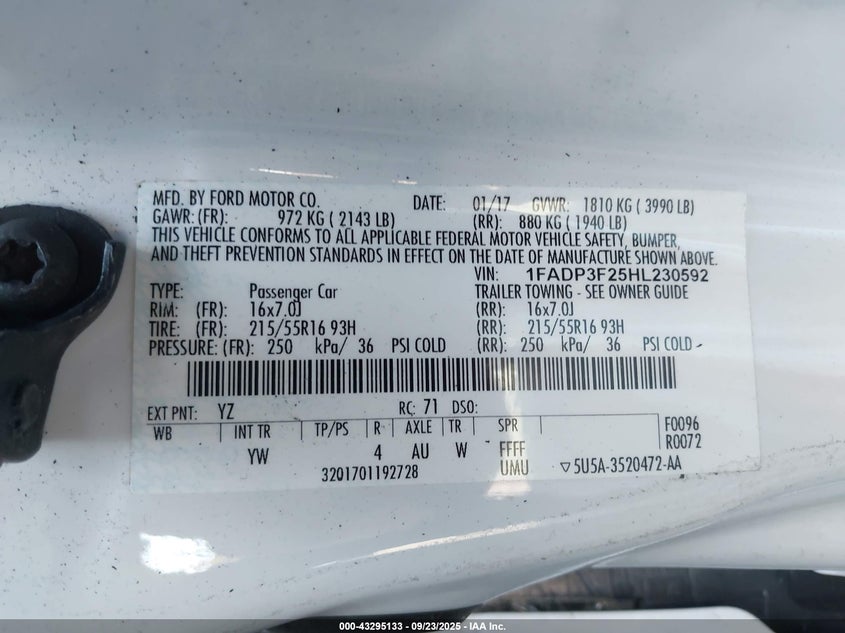 MFD. BY FORD MOTOR CO. DATE: 01/17 GVWR: 1810 KG ( 3990 LB)
GAWR:(FR): 972 KG ( 2143 LB) (RR): 880 KG ( 1940 LB)
THIS VEHICLE CONFORMS TO ALL APPLICABLE FEDERAL MOTOR VEHICLE SAFETY, BUMPER,
AND THEFT PREVENTION STANDARDS IN EFFECT ON THE DATE OF MANUFACTURE SHOWN ABOVE.
VIN: 1FADP3F25HL230592
TYPE: Passenger Car TRAILER TOWING - SEE OWNER GUIDE
RIM: (FR): 16x7.0J (RR): 16x7.0J
TIRE: (FR): 215/55R16 93H (RR): 215/55R16 93H
PRESSURE: (FR): 250 kPa/ 36 PSI COLD (RR): 250 kPa/ 36 PSI COLD
EXT PNT: YZ RC: 71 DSO:
WB INT TR TP/PS R AXLE TR SPR F0096
YW 4 AU W FFFF R0072
3201701192728 UMU ▽5U5A-3520472-AA
000-43295133 - 09/23/2025 - IAA Inc.